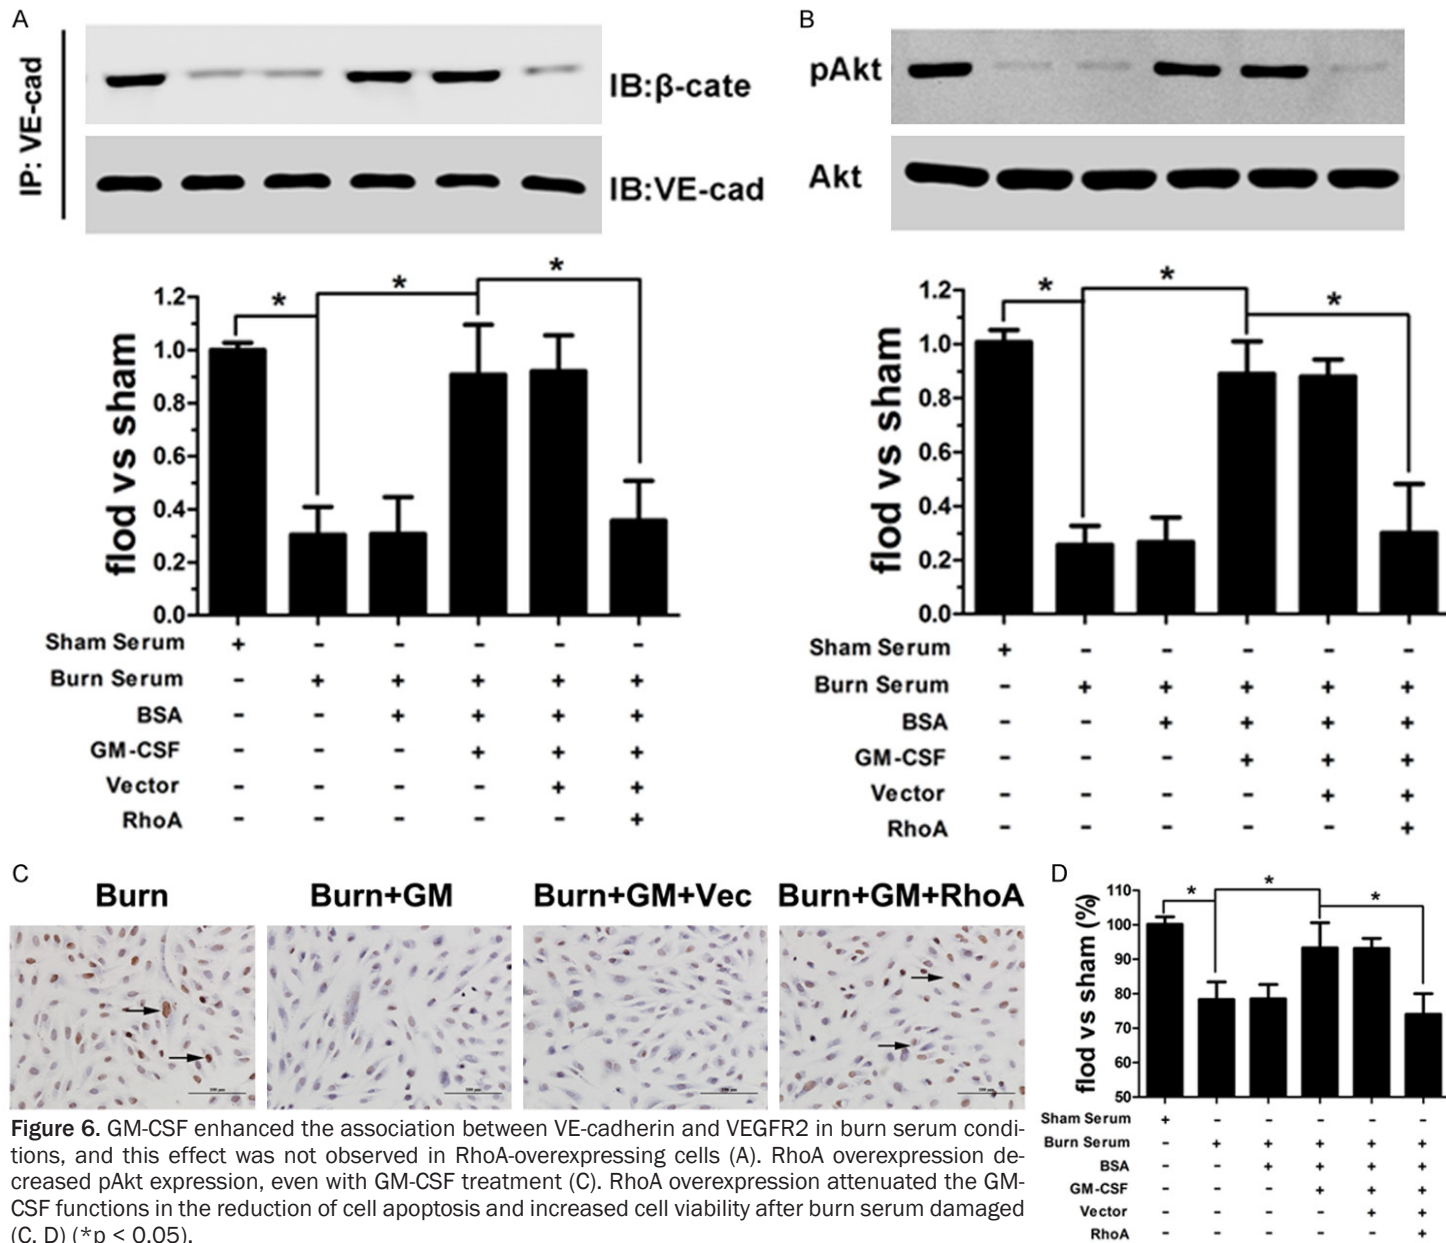 A
IP: VE-cad
IB:β-cate
IB:VE-cad
flod vs sham
1.2
1.0
0.8
0.6
0.4
0.2
0.0
* * *
Sham Serum + - - - - -
Burn Serum - + + + + +
BSA - - + + + +
GM-CSF - - - + + +
Vector - - - - + +
RhoA - - - - - +
B
pAkt
Akt
flod vs sham
1.2
1.0
0.8
0.6
0.4
0.2
0.0
* * *
Sham Serum + - - - - -
Burn Serum - + + + + +
BSA - - + + + +
GM-CSF - - - + + +
Vector - - - - + +
RhoA - - - - - +
C
Burn Burn+GM Burn+GM+Vec Burn+GM+RhoA
D
flod vs sham (%)
110
100
90
80
70
60
50
* * *
Sham Serum + - - - - -
Burn Serum - + + + + +
BSA - - + + + +
GM-CSF - - - + + +
Vector - - - - + +
RhoA - - - - - +
Figure 6. GM-CSF enhanced the association between VE-cadherin and VEGFR2 in burn serum condi-
tions, and this effect was not observed in RhoA-overexpressing cells (A). RhoA overexpression de-
creased pAkt expression, even with GM-CSF treatment (C). RhoA overexpression attenuated the GM-
CSF functions in the reduction of cell apoptosis and increased cell viability after burn serum damaged
(C, D) (*p < 0.05).